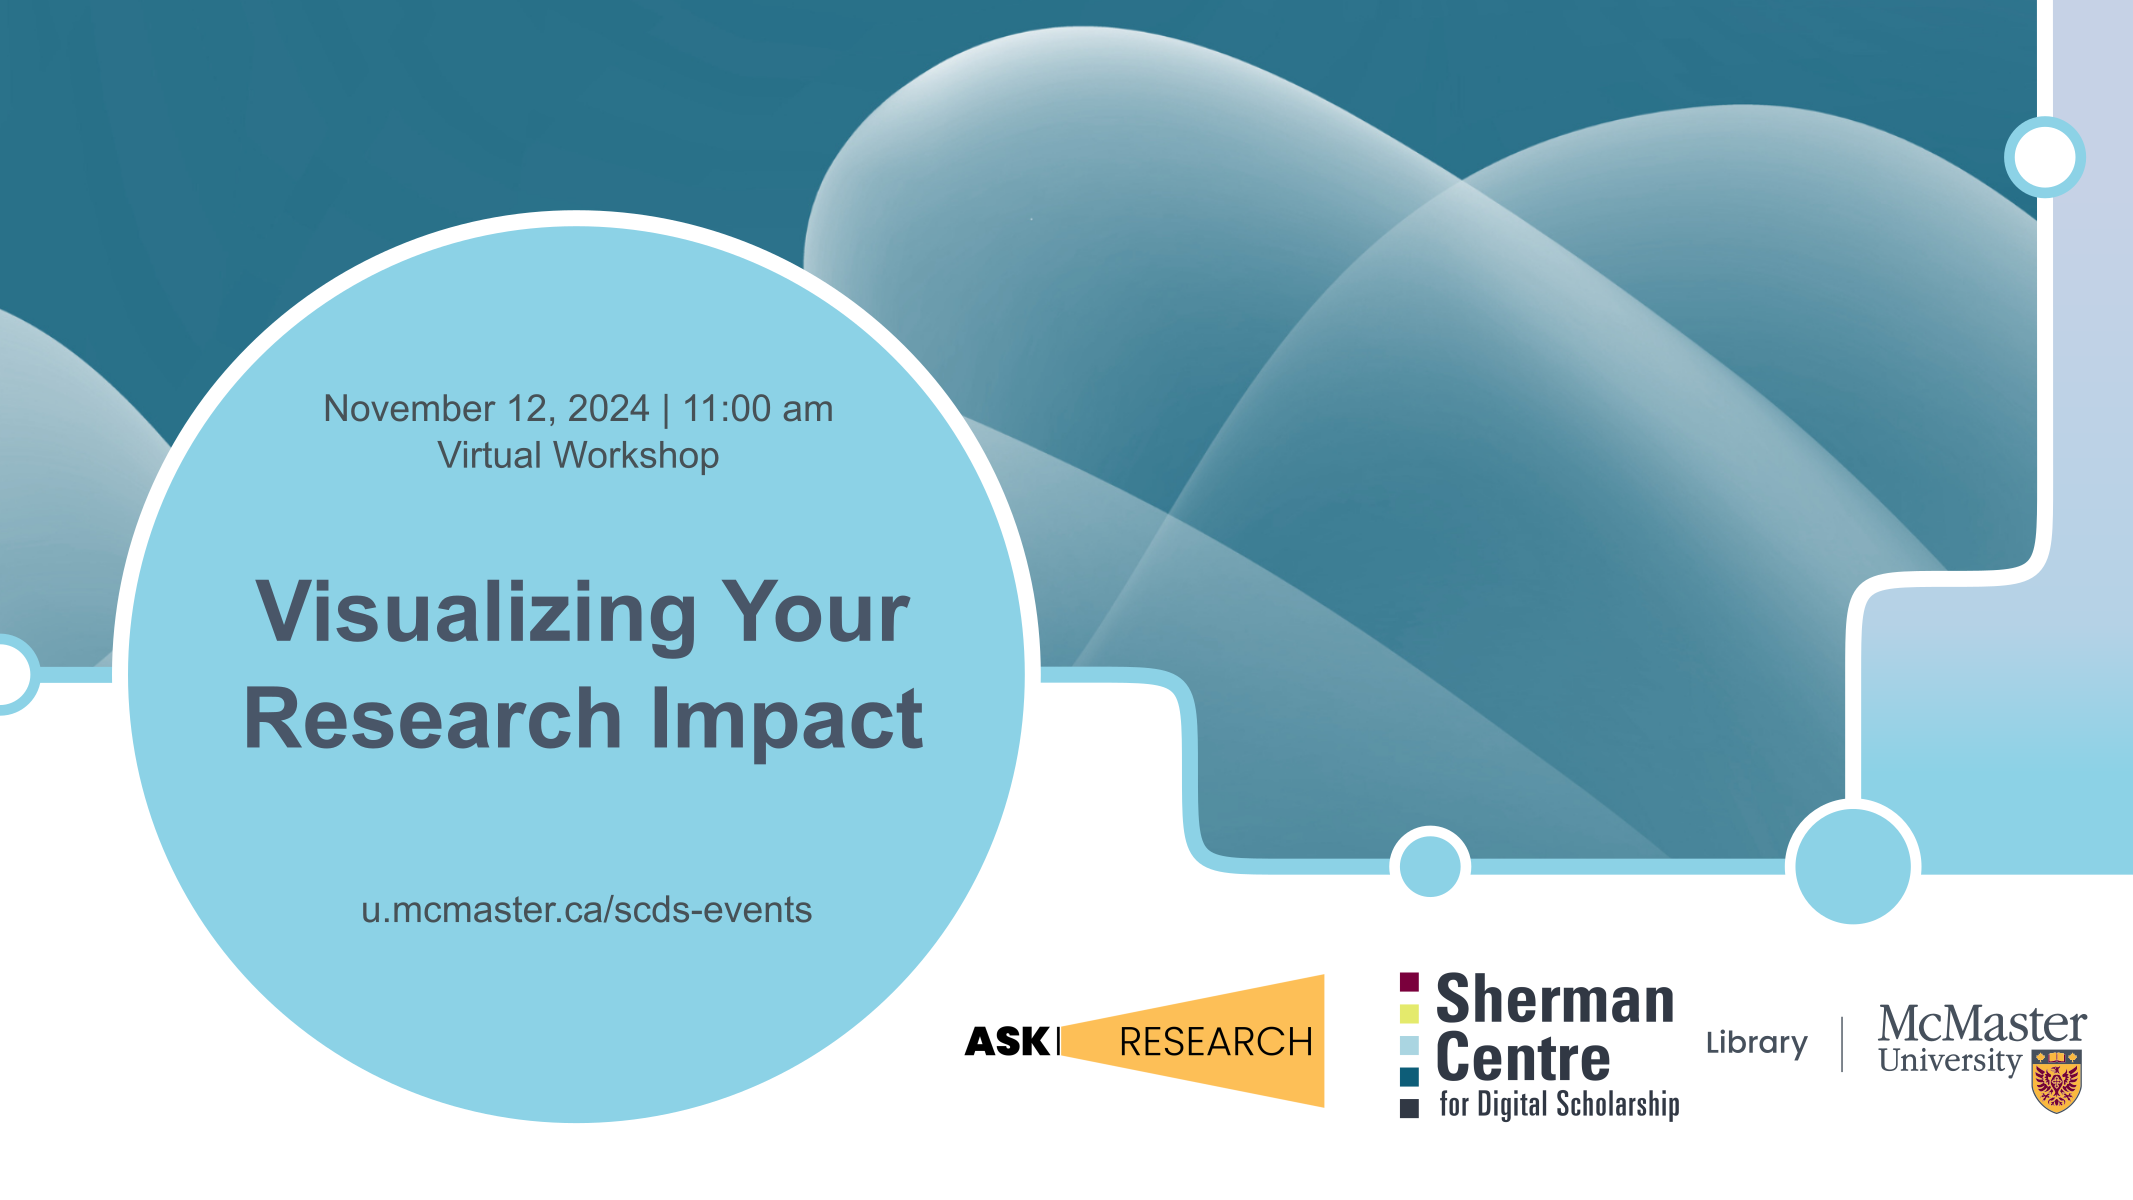 November 12, 2024 | 11:00 am
Virtual Workshop
Visualizing Your
Research Impact
u.mcmaster.ca/scds-events
ASK RESEARCH
Sherman
Centre
for Digital Scholarship
Library
McMaster
University